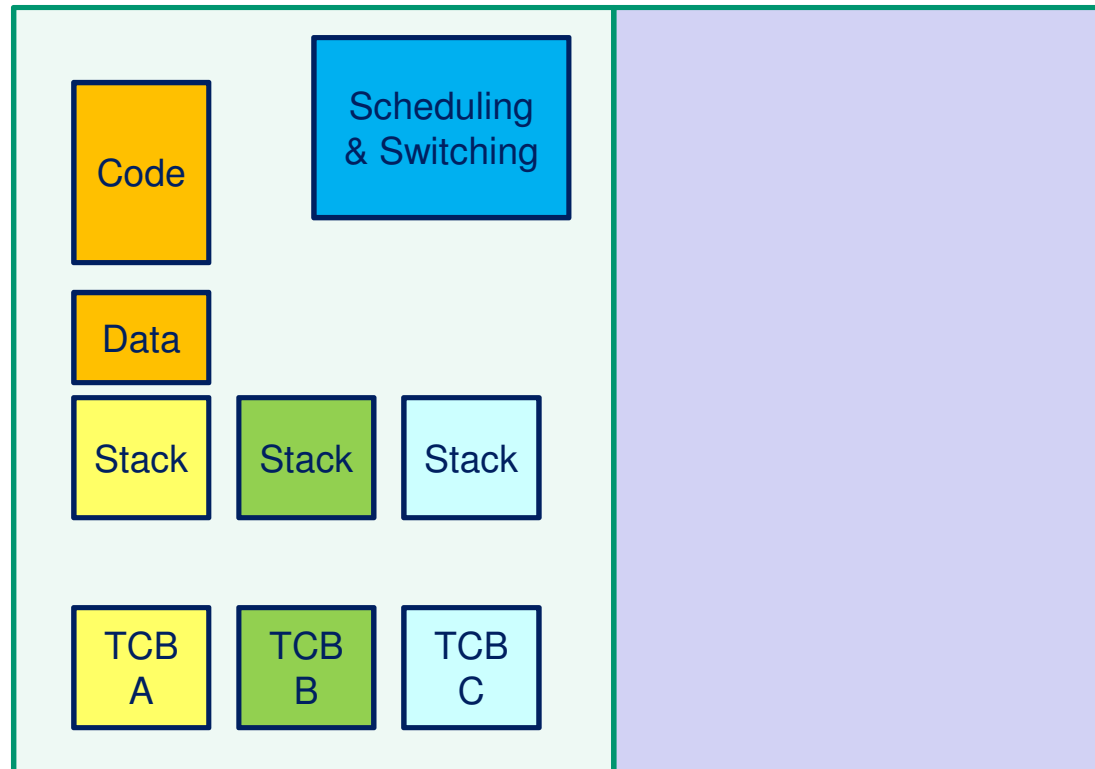 Scheduling
& Switching
Code
Data
Stack
Stack
Stack
TCB
A
TCB
B
TCB
C